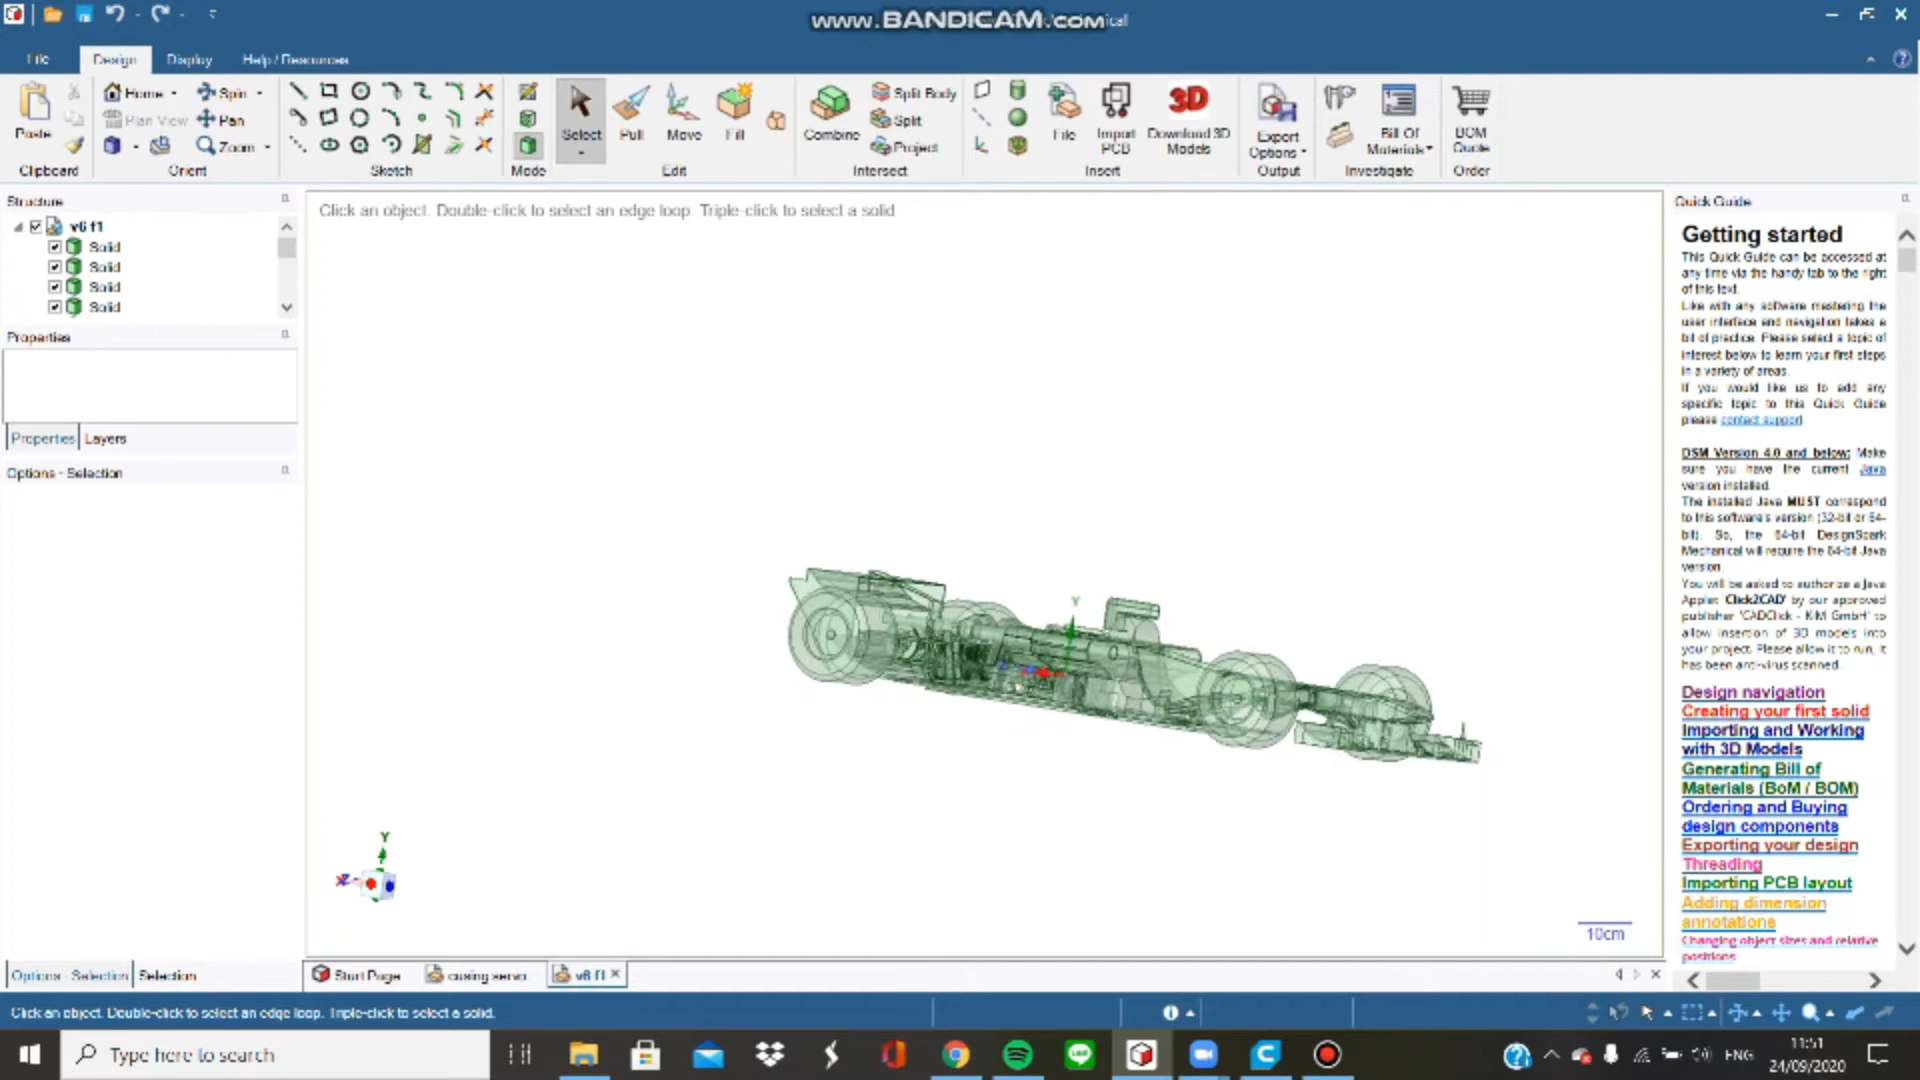 www.BANDICAM.com ical
File Design Display Help / Resources
Paste
Home Spin
Plan View Pan
Zoom
Select Pull Move Fill
Combine
Split Body
Split
Project
File Import PCB Download 3D Models
Export Options
Bill Of Materials
BOM Quote
Clipboard Orient Sketch Mode Edit Intersect Insert Output Investigate Order
Structure
v6 f1
Solid
Solid
Solid
Solid
Properties
Properties Layers
Options - Selection
Click an object. Double-click to select an edge loop. Triple-click to select a solid
Y
Y
Z
X
10cm
Quick Guide
Getting started
This Quick Guide can be accessed at
any time via the handy tab to the right
of this text.
Like with any software mastering the
user interface and navigation takes a
bit of practice. Please select a topic of
interest below to learn your first steps
in a variety of areas.
If you would like us to add any
specific topic to this Quick Guide
please contact support
DSM Version 4.0 and below: Make
sure you have the current Java
version installed.
The installed Java MUST correspond
to this software's version (32-bit or 64-
bit). So, the 64-bit DesignSpark
Mechanical will require the 64-bit Java
version.
You will be asked to authorize a Java
Applet 'Click2CAD' by our approved
publisher 'CADClick - KiM GmbH' to
allow insertion of 3D models into
your project. Please allow it to run, it
has been anti-virus scanned.
Design navigation
Creating your first solid
Importing and Working
with 3D Models
Generating Bill of
Materials (BoM / BOM)
Ordering and Buying
design components
Exporting your design
Threading
Importing PCB layout
Adding dimension
annotations
Changing object sizes and relative
positions
Options - Selection Selection
Start Page cusing servo v6 f1
Click an object. Double-click to select an edge loop. Triple-click to select a solid.
Type here to search
ENG
11:51
24/09/2020